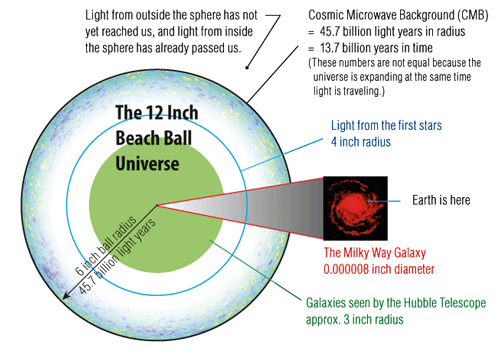 Light from outside the sphere has not
yet reached us, and light from inside
the sphere has already passed us.
Cosmic Microwave Background (CMB)
= 45.7 billion light years in radius
= 13.7 billion years in time
(These numbers are not equal because the
universe is expanding at the same time
light is traveling.)
The 12 Inch
Beach Ball
Universe
Light from the first stars
4 inch radius
Earth is here
6 inch ball radius
45.7 billion light years
The Milky Way Galaxy
0.000008 inch diameter
Galaxies seen by the Hubble Telescope
approx. 3 inch radius